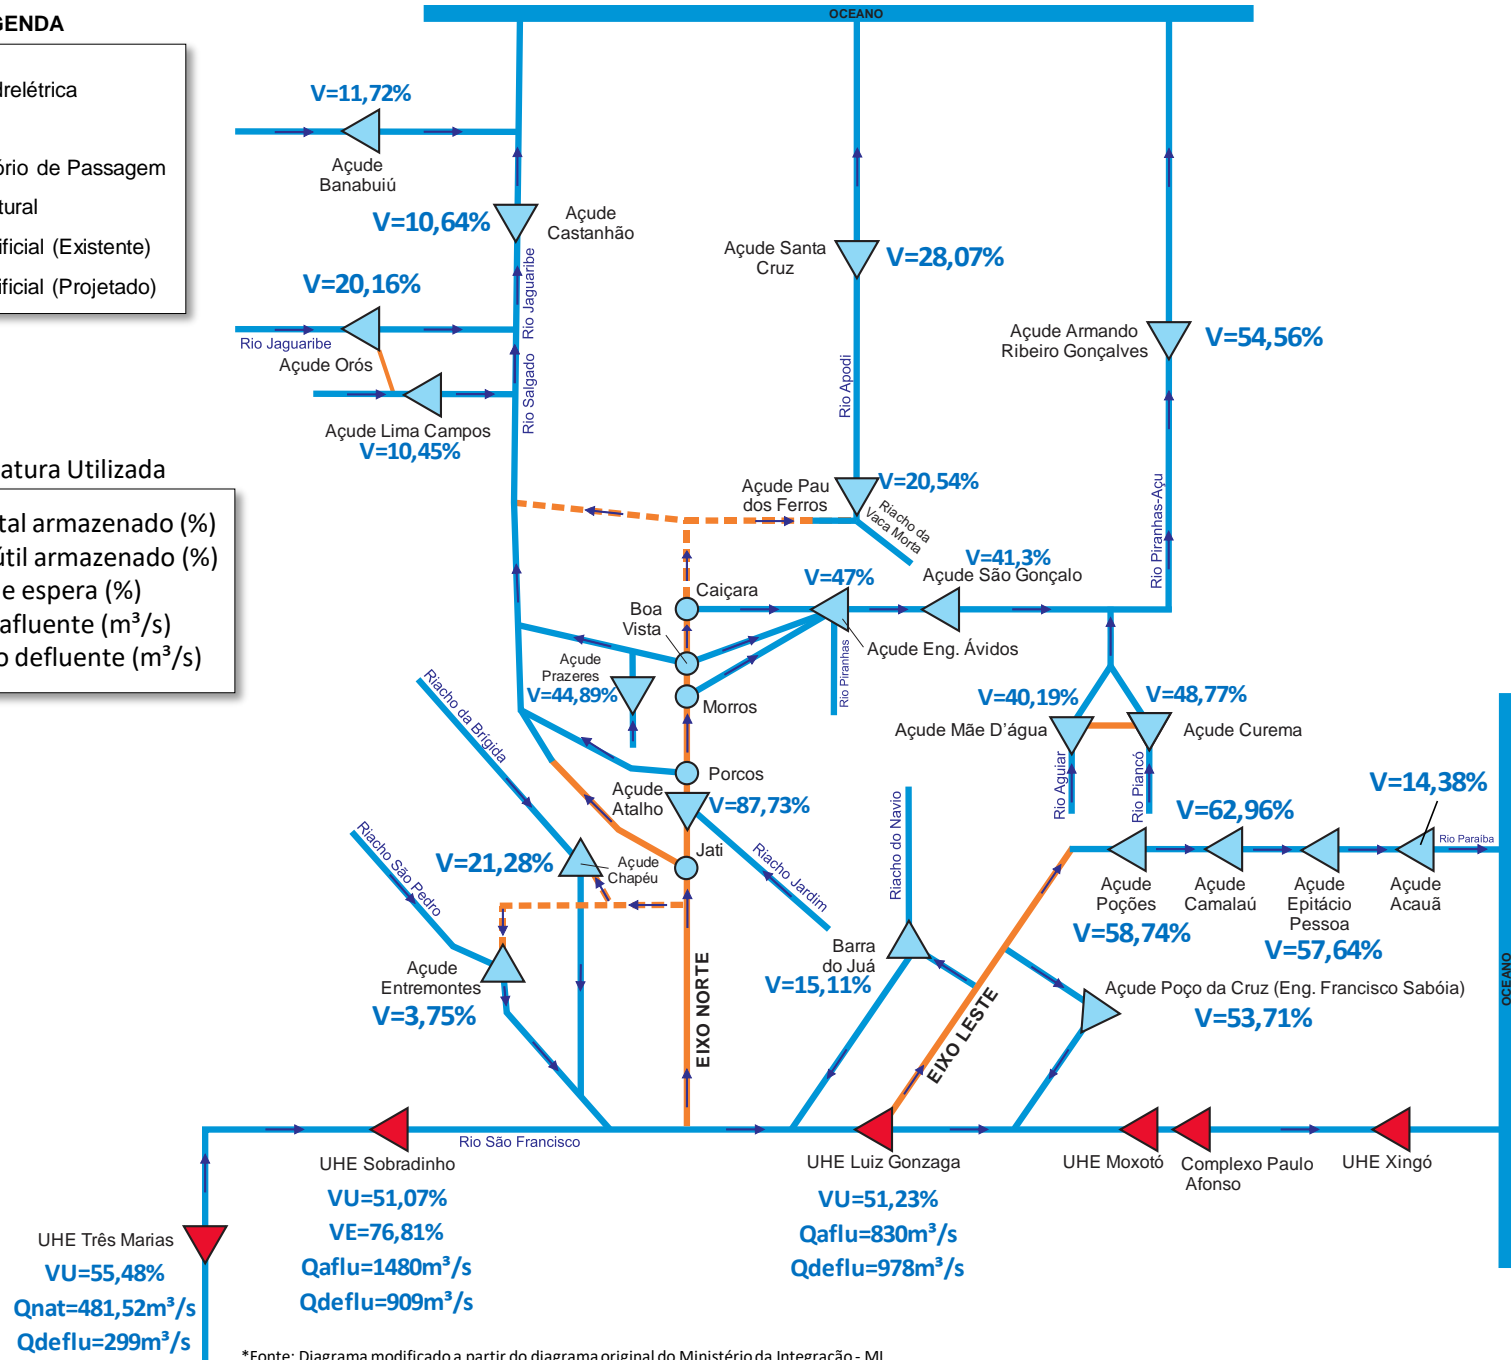 OCEANO
GENDA
drelétrica
ório de Passagem
tural
ificial (Existente)
ificial (Projetado)
V=11,72%
Açude
Banabuiú
V=10,64%
Açude
Castanhão
Rio Jaguaribe
V=20,16%
Rio Jaguaribe
Açude Orós
Rio Salgado
Açude Lima Campos
V=10,45%
Açude Santa
Cruz
V=28,07%
Rio Apodi
Açude Armando
Ribeiro Gonçalves
V=54,56%
Rio Piranhas-Açu
atura Utilizada
tal armazenado (%)
útil armazenado (%)
e espera (%)
afluente (m³/s)
o defluente (m³/s)
Açude Pau
dos Ferros
V=20,54%
Riacho da
Vaca Morta
V=41,3%
Açude São Gonçalo
V=47%
Açude Eng. Ávidos
Rio Piranhas
Caiçara
Boa
Vista
Morros
Açude
Prazeres
V=44,89%
Porcos
Açude
Atalho
V=87,73%
Jati
Riacho Jardim
Riacho da Brígida
Riacho São Pedro
V=21,28%
Açude
Chapéu
Açude
Entremontes
V=3,75%
EIXO NORTE
V=40,19%
Açude Mãe D'água
V=48,77%
Açude Curema
Rio Aguiar
Rio Piancó
V=14,38%
V=62,96%
Rio Paraíba
Açude
Poções
V=58,74%
Açude
Camalaú
Açude
Epitácio
Pessoa
V=57,64%
Açude
Acauã
Riacho do Navio
Barra
do Juá
V=15,11%
EIXO LESTE
Açude Poço da Cruz (Eng. Francisco Sabóia)
V=53,71%
OCEANO
Rio São Francisco
UHE Sobradinho
VU=51,07%
VE=76,81%
Qaflu=1480m³/s
Qdeflu=909m³/s
UHE Luiz Gonzaga
VU=51,23%
Qaflu=830m³/s
Qdeflu=978m³/s
UHE Moxotó
Complexo Paulo
Afonso
UHE Xingó
UHE Três Marias
VU=55,48%
Qnat=481,52m³/s
Qdeflu=299m³/s
*Fonte: Diagrama modificado a partir do diagrama original do Ministério da Integração - MI